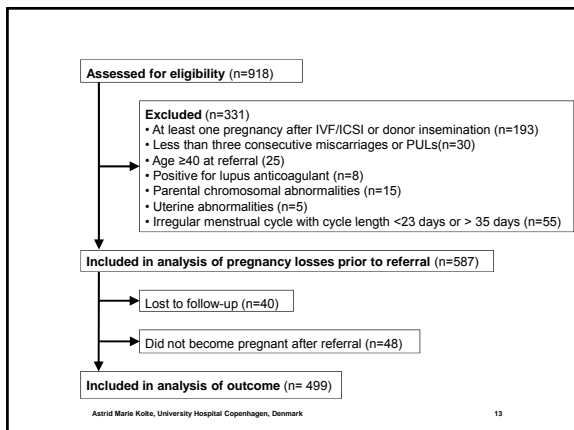 Assessed for eligibility (n=918)
Excluded (n=331)
• At least one pregnancy after IVF/ICSI or donor insemination (n=193)
• Less than three consecutive miscarriages or PULs(n=30)
• Age ≥40 at referral (25)
• Positive for lupus anticoagulant (n=8)
• Parental chromosomal abnormalities (n=15)
• Uterine abnormalities (n=5)
• Irregular menstrual cycle with cycle length <23 days or > 35 days (n=55)
Included in analysis of pregnancy losses prior to referral (n=587)
Lost to follow-up (n=40)
Did not become pregnant after referral (n=48)
Included in analysis of outcome (n= 499)
Astrid Marie Kolte, University Hospital Copenhagen, Denmark 13